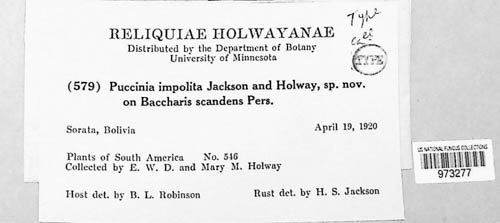 RELIQUIAE HOLWAYANAE
Distributed by the Department of Botany
University of Minnesota
Type
TYPE
(579) Puccinia impolita Jackson and Holway, sp. nov.
on Baccharis scandens Pers.
Sorata, Bolivia April 19, 1920
Plants of South America No. 546
Collected by E. W. D. and Mary M. Holway
Host det. by B. L. Robinson Rust det. by H. S. Jackson
US NATIONAL FUNGUS COLLECTIONS
973277